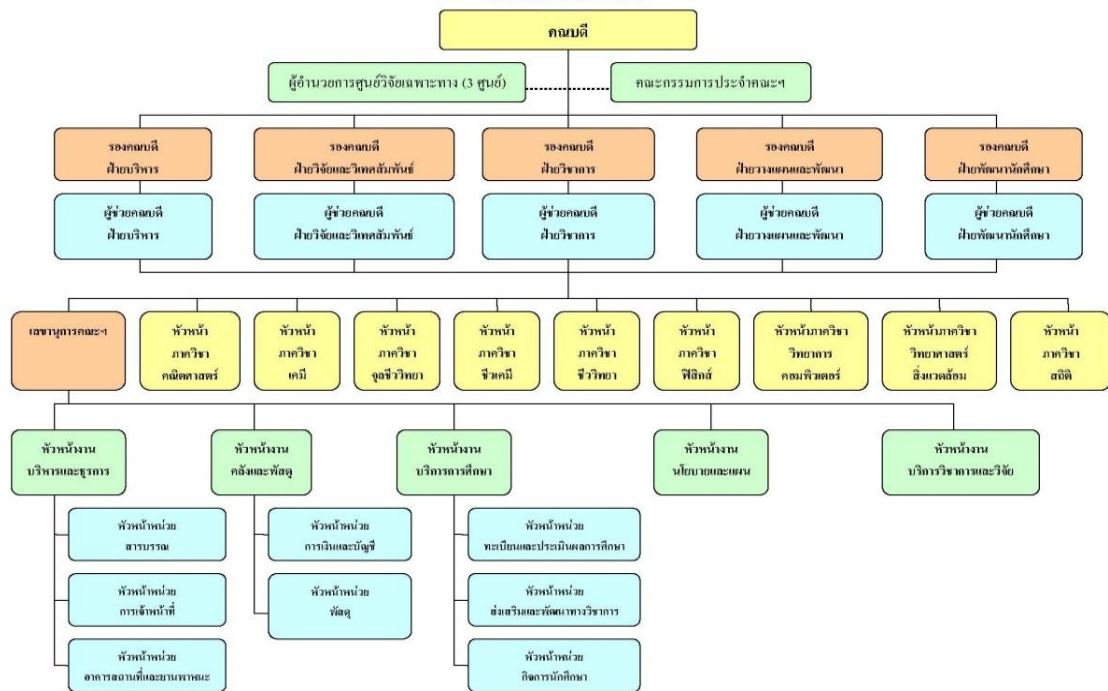 คณบดี
ผู้อำนวยการศูนย์วิจัยเฉพาะทาง (3 ศูนย์)
คณะกรรมการประจำคณะฯ
รองคณบดี
ฝ่ายบริหาร
รองคณบดี
ฝ่ายวิจัยและวิเทศสัมพันธ์
รองคณบดี
ฝ่ายวิชาการ
รองคณบดี
ฝ่ายวางแผนและพัฒนา
รองคณบดี
ฝ่ายพัฒนานักศึกษา
ผู้ช่วยคณบดี
ฝ่ายบริหาร
ผู้ช่วยคณบดี
ฝ่ายวิจัยและวิเทศสัมพันธ์
ผู้ช่วยคณบดี
ฝ่ายวิชาการ
ผู้ช่วยคณบดี
ฝ่ายวางแผนและพัฒนา
ผู้ช่วยคณบดี
ฝ่ายพัฒนานักศึกษา
เลขานุการคณะฯ
หัวหน้า
ภาควิชา
คณิตศาสตร์
หัวหน้า
ภาควิชา
เคมี
หัวหน้า
ภาควิชา
จุลชีววิทยา
หัวหน้า
ภาควิชา
ชีวเคมี
หัวหน้า
ภาควิชา
ชีววิทยา
หัวหน้า
ภาควิชา
ฟิสิกส์
หัวหน้าภาควิชา
วิทยาการ
คอมพิวเตอร์
หัวหน้าภาควิชา
วิทยาศาสตร์
สิ่งแวดล้อม
หัวหน้า
ภาควิชา
สถิติ
หัวหน้างาน
บริหารและธุรการ
หัวหน้างาน
คลังและพัสดุ
หัวหน้างาน
บริการการศึกษา
หัวหน้างาน
นโยบายและแผน
หัวหน้างาน
บริการวิชาการและวิจัย
หัวหน้าหน่วย
สารบรรณ
หัวหน้าหน่วย
การเงินและบัญชี
หัวหน้าหน่วย
ทะเบียนและประเมินผลการศึกษา
หัวหน้าหน่วย
การเจ้าหน้าที่
หัวหน้าหน่วย
พัสดุ
หัวหน้าหน่วย
ส่งเสริมและพัฒนาทางวิชาการ
หัวหน้าหน่วย
อาคารสถานที่และยานพาหนะ
หัวหน้าหน่วย
กิจการนักศึกษา